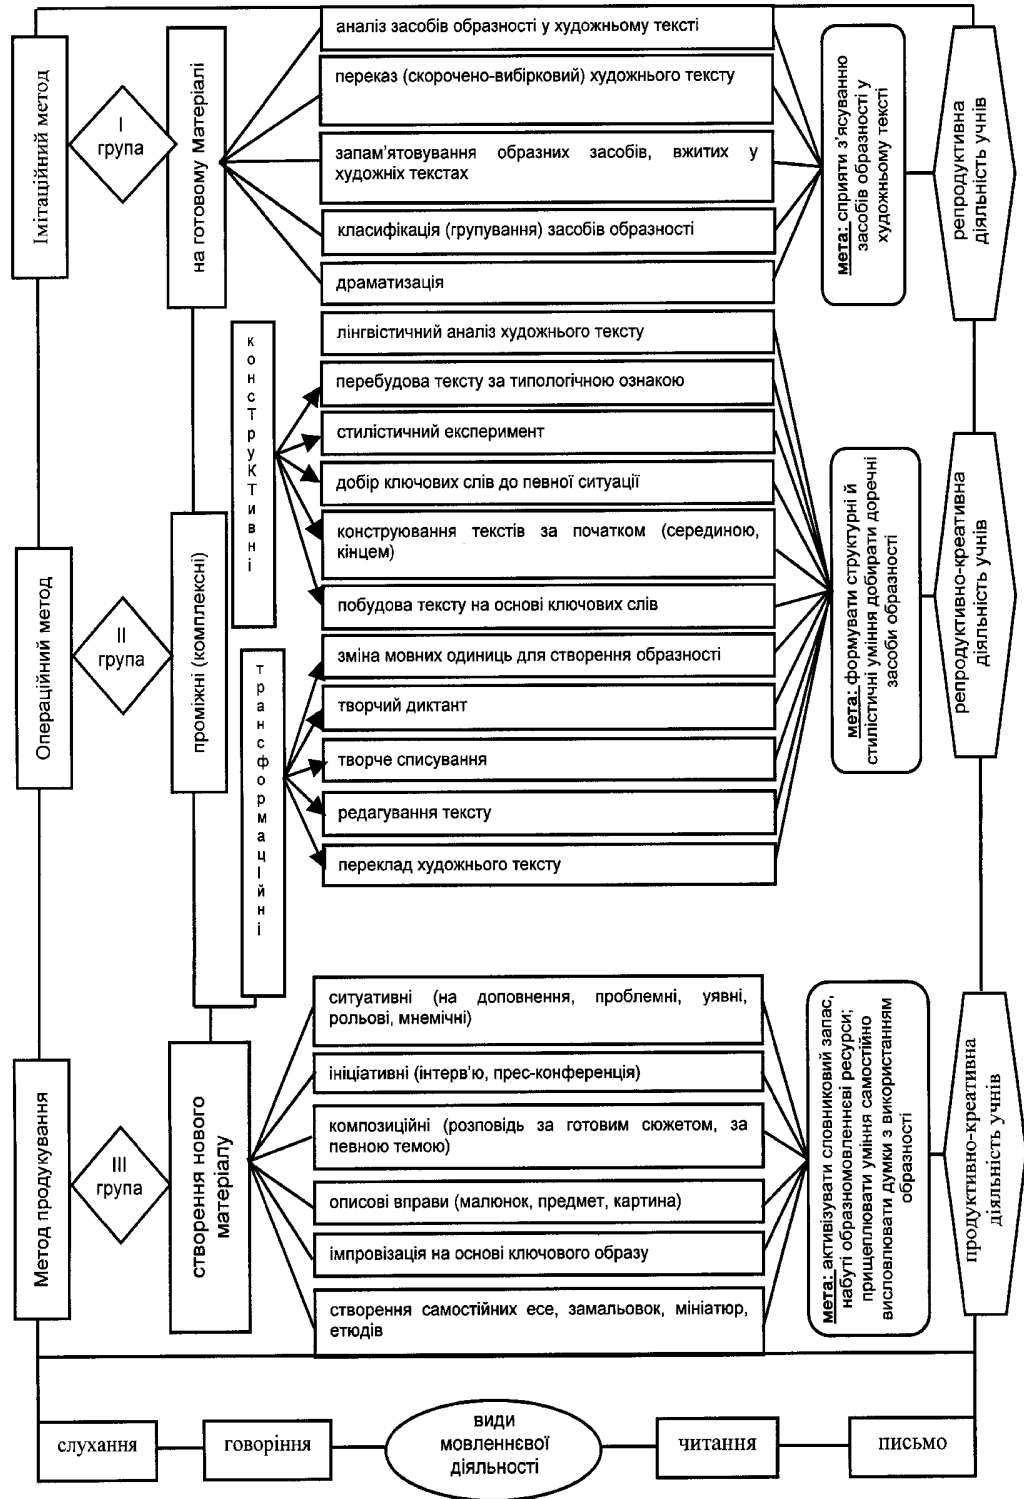 Імітаційний метод
І
група
на готовому матеріалі
аналіз засобів образності у художньому тексті
переказ (скорочено-вибірковий) художнього тексту
запам'ятовування образних засобів, вжитих у
художніх текстах
класифікація (групування) засобів образності
драматизація
мета: сприяти з'ясуванню
засобів образності у
художньому тексті
репродуктивна
діяльність учнів
Операційний метод
ІІ
група
проміжні (комплексні)
конструктивні
лінгвістичний аналіз художнього тексту
перебудова тексту за типологічною ознакою
стилістичний експеримент
добір ключових слів до певної ситуації
конструювання текстів за початком (серединою,
кінцем)
побудова тексту на основі ключових слів
трансформаційні
зміна мовних одиниць для створення образності
творчий диктант
творче списування
редагування тексту
переклад художнього тексту
мета: формувати структурні й
стилістичні уміння добирати доречні
засоби образності
репродуктивно-креативна
діяльність учнів
Метод продукування
ІІІ
група
створення нового
матеріалу
ситуативні (на доповнення, проблемні, уявні,
рольові, мнемічні)
ініціативні (інтерв'ю, прес-конференція)
композиційні (розповідь за готовим сюжетом, за
певною темою)
описові вправи (малюнок, предмет, картина)
імпровізація на основі ключового образу
створення самостійних есе, замальовок, мініатюр,
етюдів
мета: активізувати словниковий запас,
набуті образномовленнєві ресурси;
прищеплювати уміння самостійно
висловлювати думки з використанням
образності
продуктивно-креативна
діяльність учнів
слухання
говоріння
види
мовленнєвої
діяльності
читання
письмо